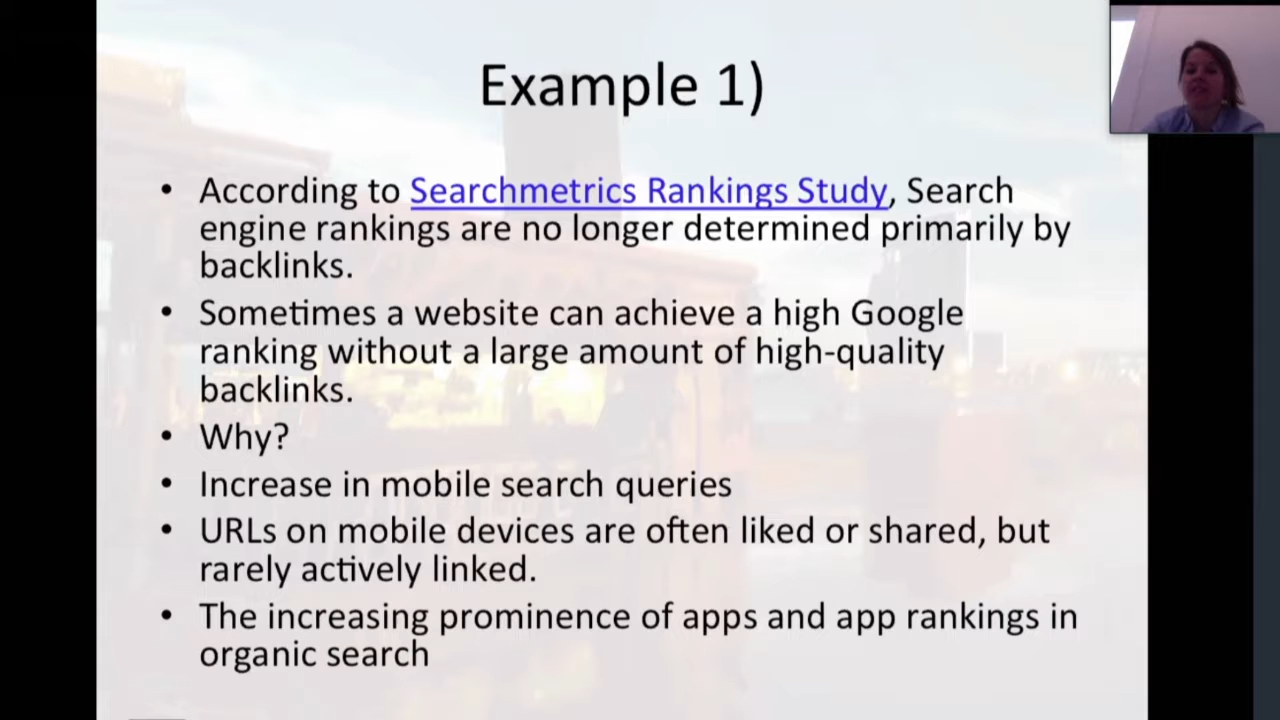 Example 1)
• According to Searchmetrics Rankings Study, Search
engine rankings are no longer determined primarily by
backlinks.
• Sometimes a website can achieve a high Google
ranking without a large amount of high-quality
backlinks.
• Why?
• Increase in mobile search queries
• URLs on mobile devices are often liked or shared, but
rarely actively linked.
• The increasing prominence of apps and app rankings in
organic search